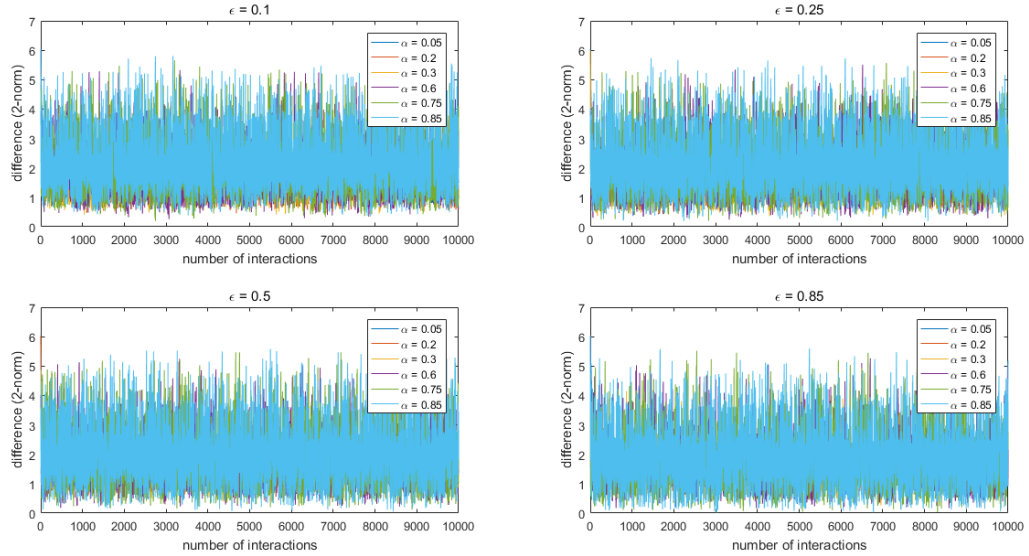 ϵ = 0.1
difference (2-norm)
7
6
5
4
3
2
1
0
α = 0.05
α = 0.2
α = 0.3
α = 0.6
α = 0.75
α = 0.85
0 1000 2000 3000 4000 5000 6000 7000 8000 9000 10000
number of interactions
ϵ = 0.25
difference (2-norm)
7
6
5
4
3
2
1
0
α = 0.05
α = 0.2
α = 0.3
α = 0.6
α = 0.75
α = 0.85
0 1000 2000 3000 4000 5000 6000 7000 8000 9000 10000
number of interactions
ϵ = 0.5
difference (2-norm)
7
6
5
4
3
2
1
0
α = 0.05
α = 0.2
α = 0.3
α = 0.6
α = 0.75
α = 0.85
0 1000 2000 3000 4000 5000 6000 7000 8000 9000 10000
number of interactions
ϵ = 0.85
difference (2-norm)
7
6
5
4
3
2
1
0
α = 0.05
α = 0.2
α = 0.3
α = 0.6
α = 0.75
α = 0.85
0 1000 2000 3000 4000 5000 6000 7000 8000 9000 10000
number of interactions